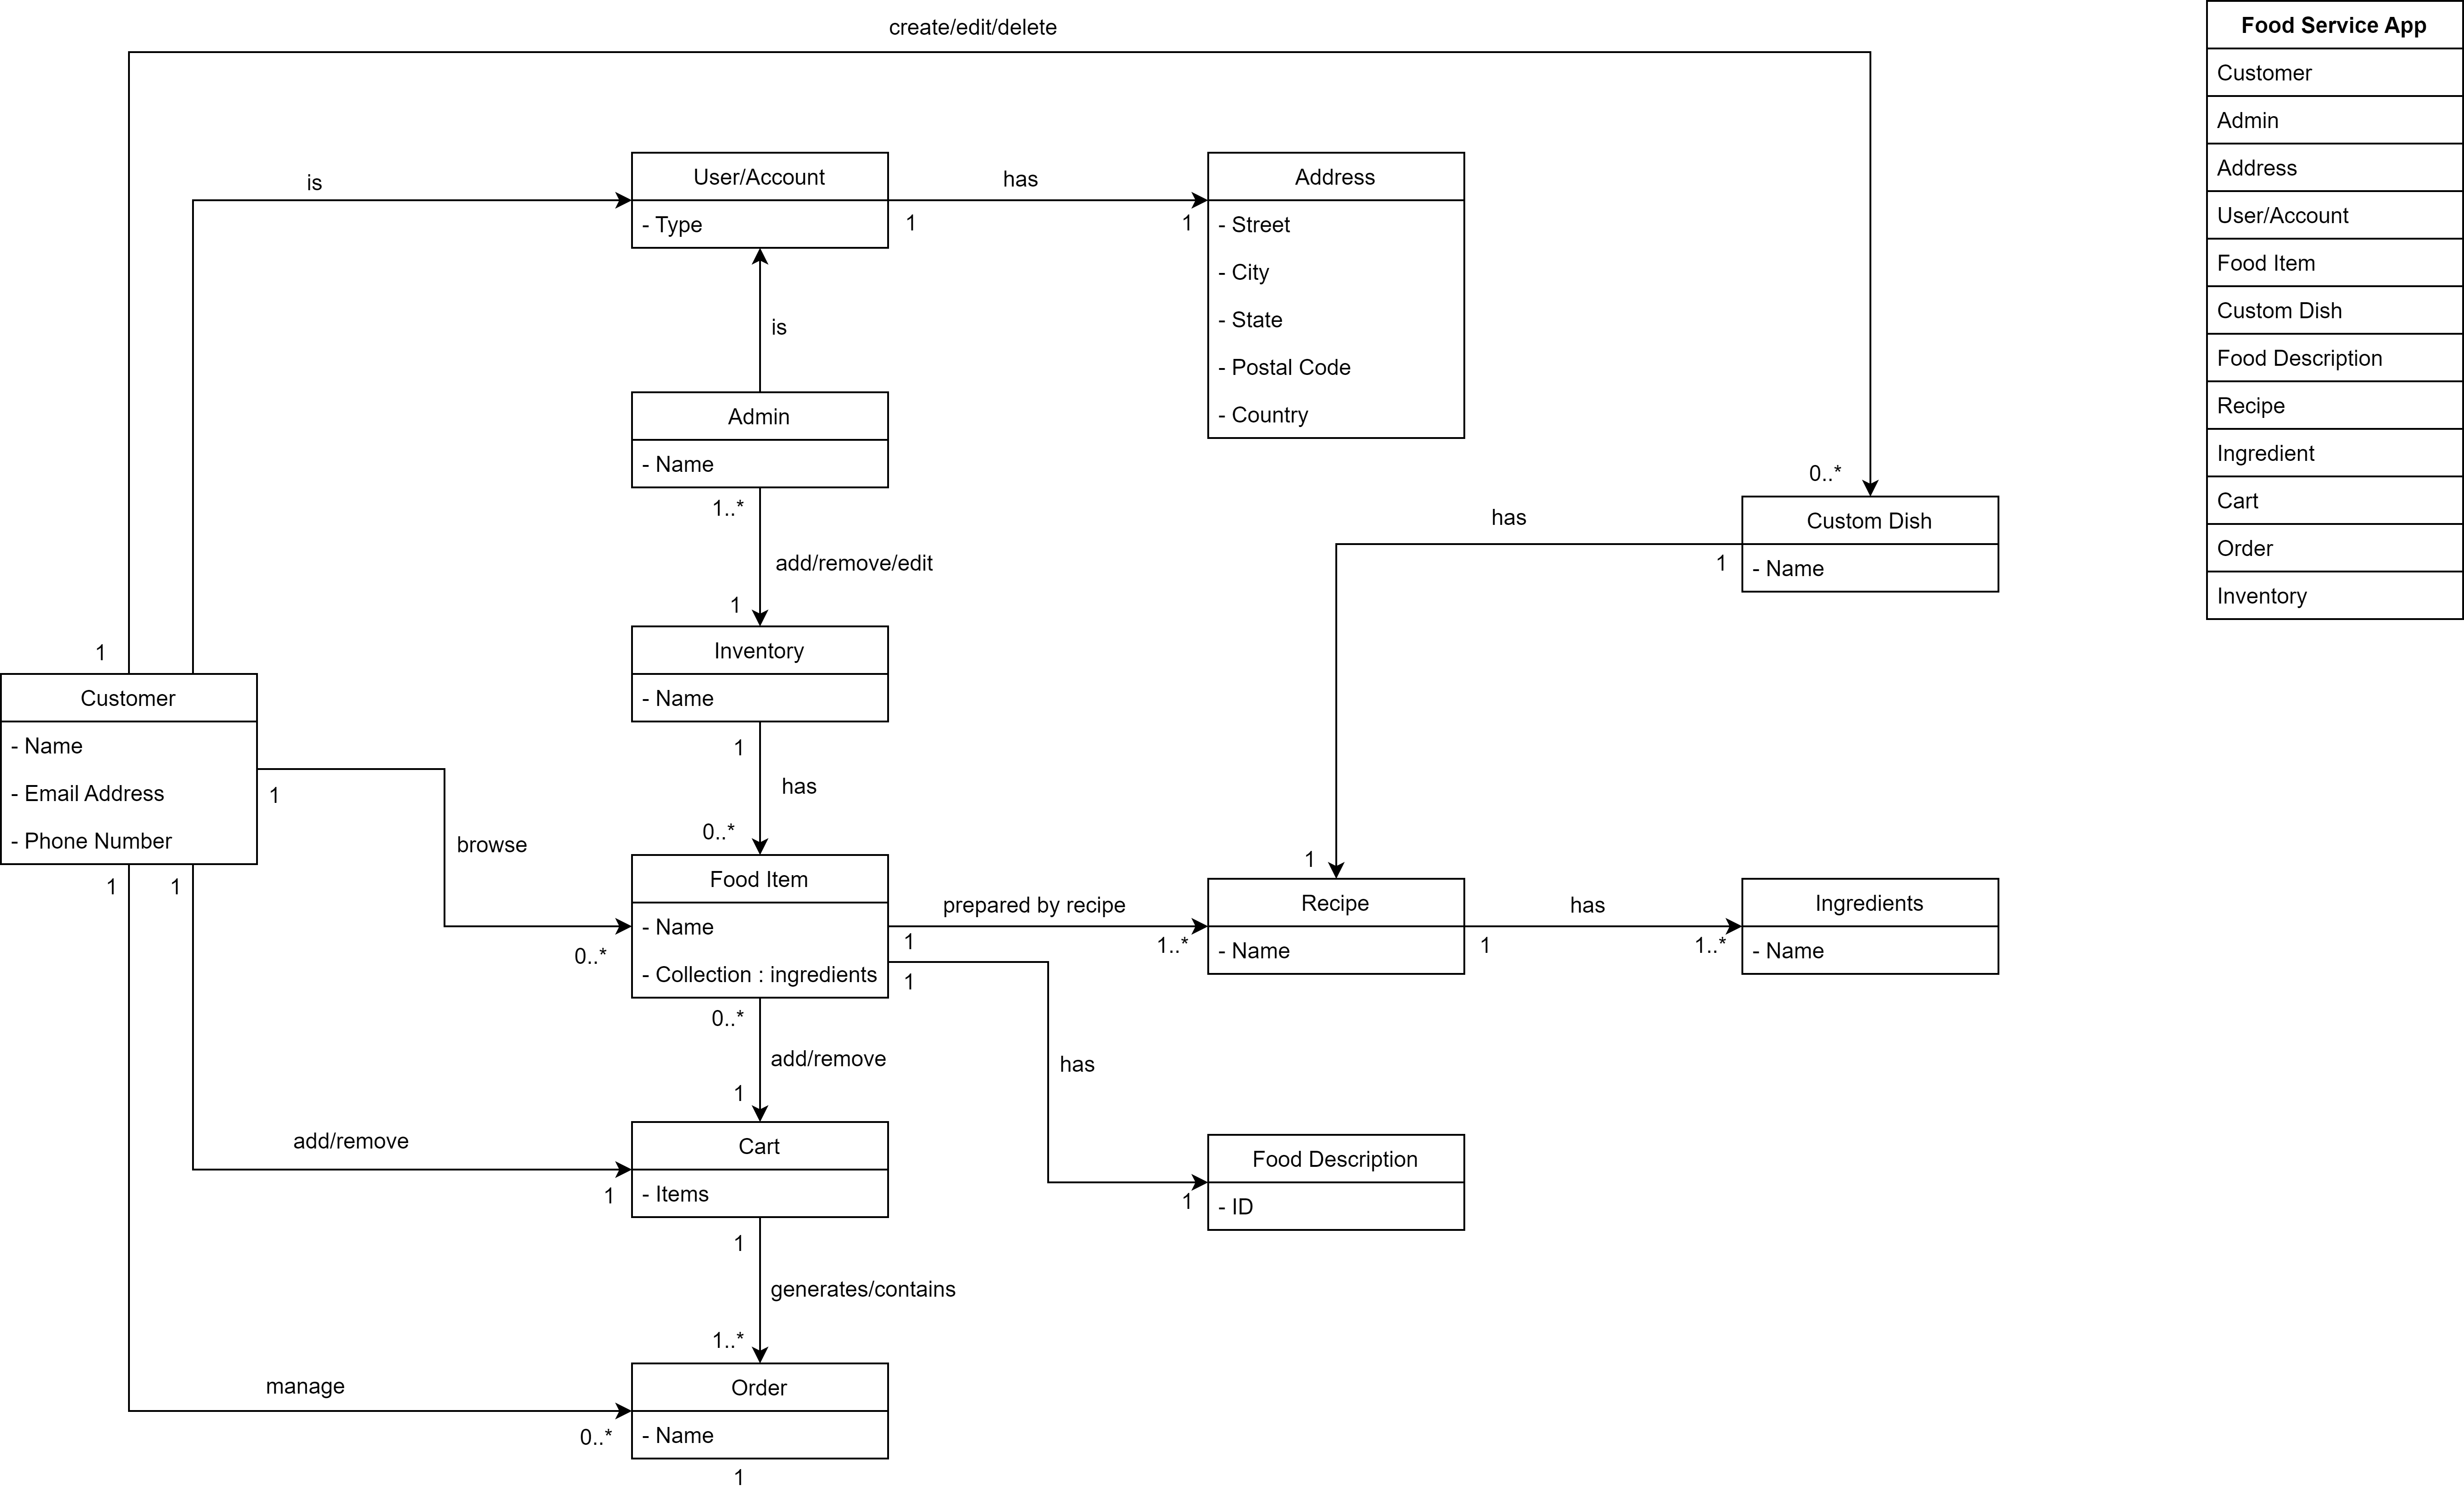 create/edit/delete
Food Service App
Customer
Admin
Address
User/Account
Food Item
Custom Dish
Food Description
Recipe
Ingredient
Cart
Order
Inventory
is
User/Account
- Type
has
1
1
Address
- Street
- City
- State
- Postal Code
- Country
is
Admin
- Name
1..*
add/remove/edit
1
0..*
Custom Dish
- Name
has
1
Inventory
- Name
1
has
0..*
1
Customer
- Name
- Email Address
- Phone Number
1
browse
0..*
1
1
Food Item
- Name
- Collection : ingredients
prepared by recipe
1
1..*
1
1
Recipe
- Name
has
1
1..*
Ingredients
- Name
0..*
add/remove
1
has
1
Food Description
- ID
add/remove
1
Cart
- Items
1
generates/contains
1..*
manage
0..*
Order
- Name
1